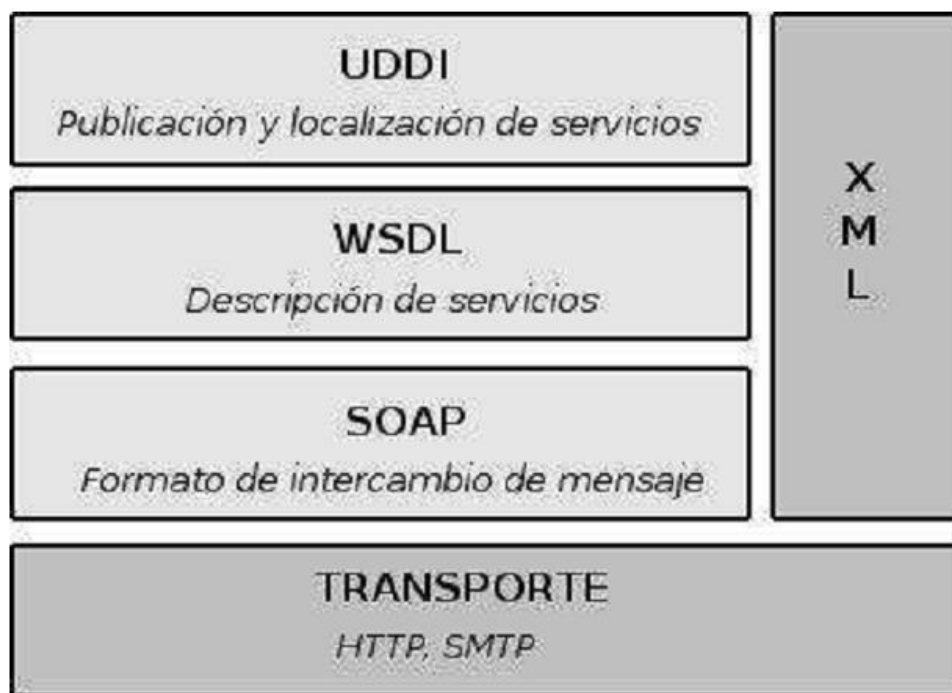 UDDI
Publicación y localización de servicios
WSDL
Descripción de servicios
SOAP
Formato de intercambio de mensaje
X
M
L
TRANSPORTE
HTTP, SMTP